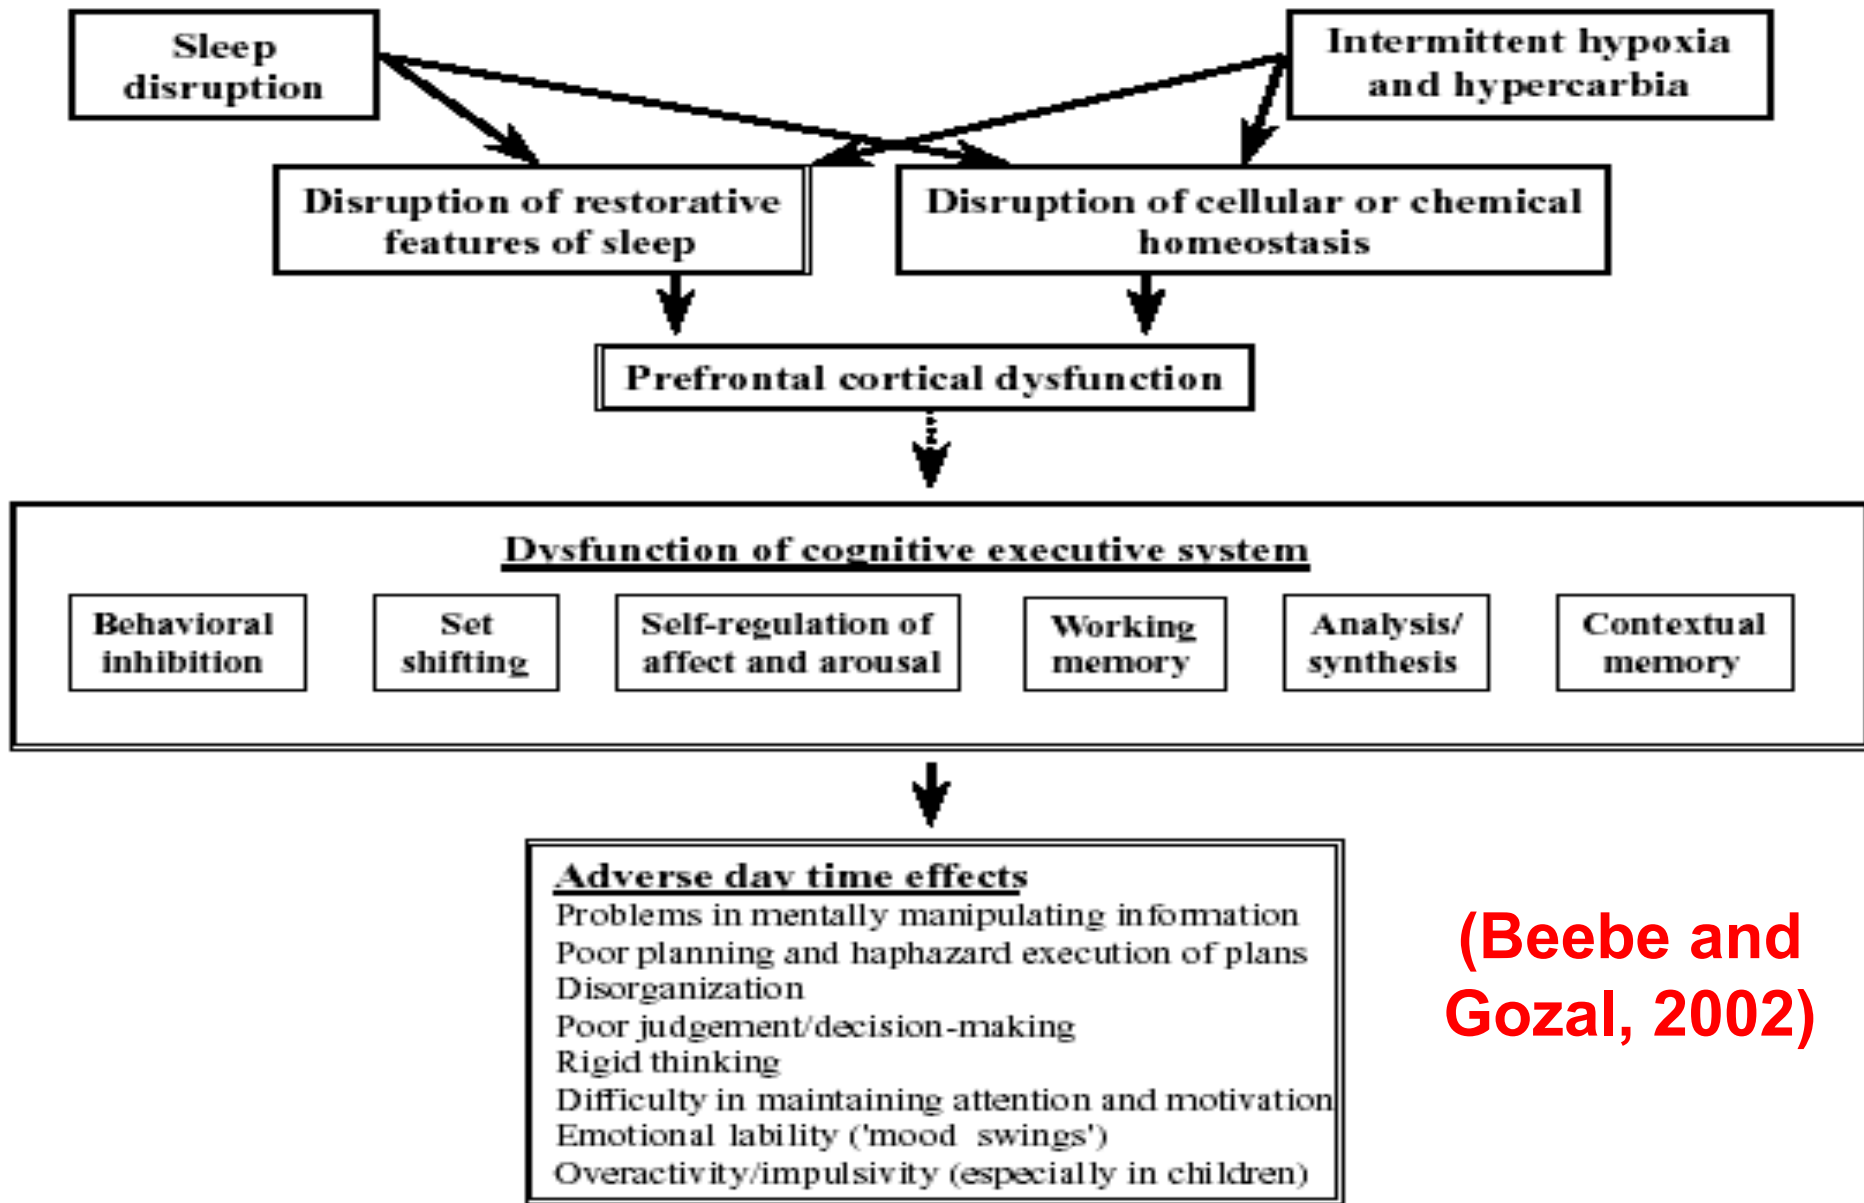 Sleep
disruption
Intermittent hypoxia
and hypercarbia
Disruption of restorative
features of sleep
Disruption of cellular or chemical
homeostasis
Prefrontal cortical dysfunction
Dysfunction of cognitive executive system
Behavioral
inhibition
Set
shifting
Self-regulation of
affect and arousal
Working
memory
Analysis/
synthesis
Contextual
memory
Adverse day time effects
Problems in mentally manipulating information
Poor planning and haphazard execution of plans
Disorganization
Poor judgement/decision-making
Rigid thinking
Difficulty in maintaining attention and motivation
Emotional lability ('mood swings')
Overactivity/impulsivity (especially in children)
(Beebe and
Gozal, 2002)